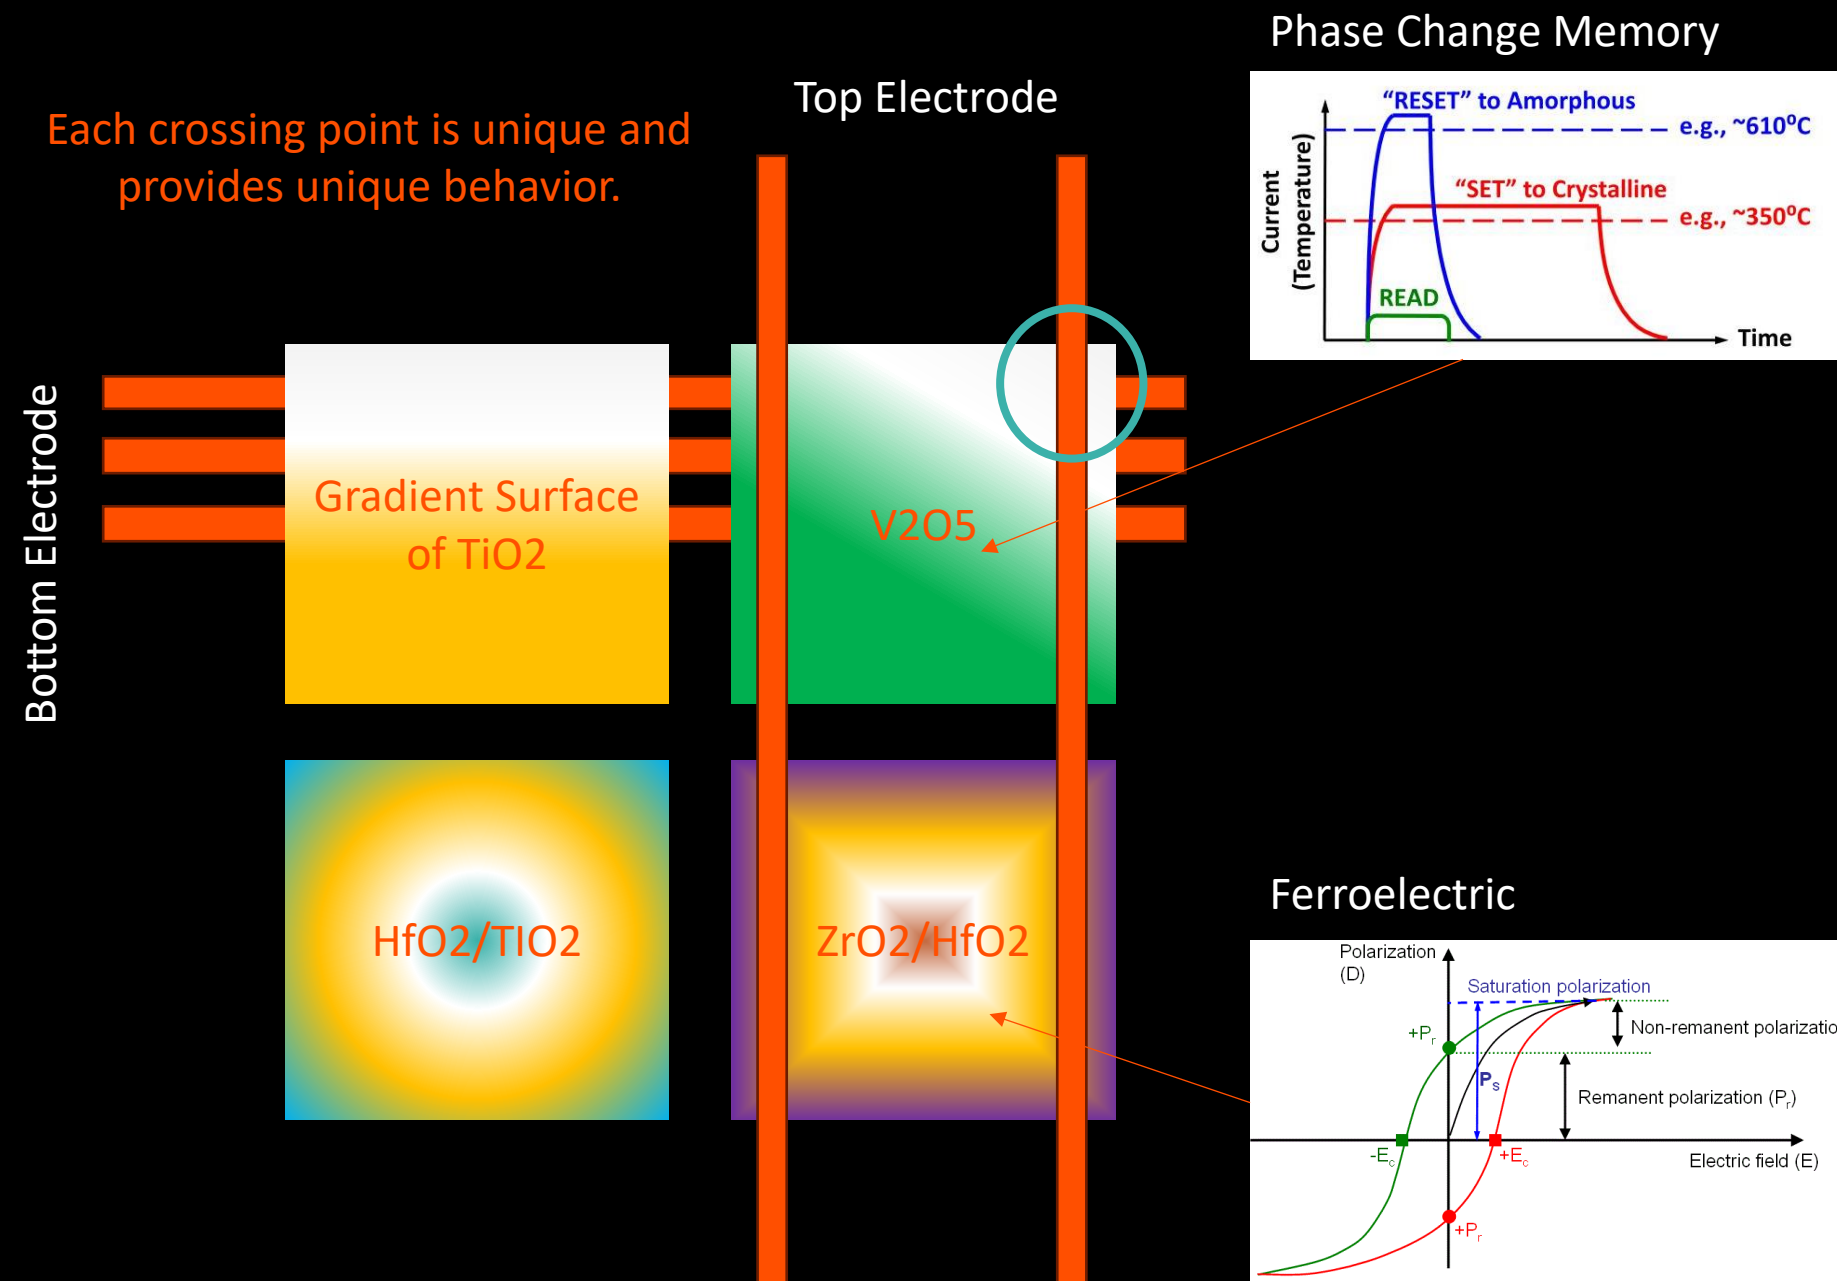 Phase Change Memory
Top Electrode
Each crossing point is unique and
provides unique behavior.
"RESET" to Amorphous
e.g., ~610⁰C
"SET" to Crystalline
e.g., ~350⁰C
Current
(Temperature)
READ
Time
Bottom Electrode
Gradient Surface
of TiO2
V2O5
HfO2/TIO2
ZrO2/HfO2
Ferroelectric
Polarization
(D)
Saturation polarization
+Pr
Non-remanent polarizatio
Ps
Remanent polarization (Pr)
-Ec
+Ec
Electric field (E)
+Pr